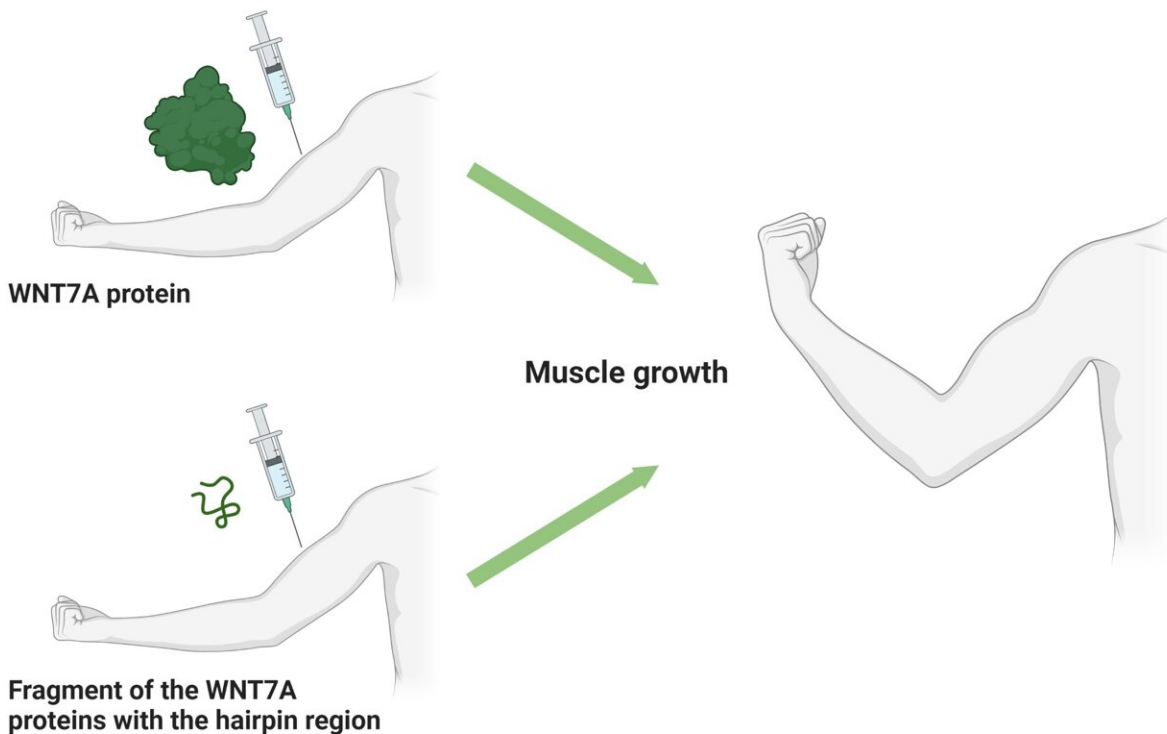 WNT7A protein
Muscle growth
Fragment of the WNT7A
proteins with the hairpin region